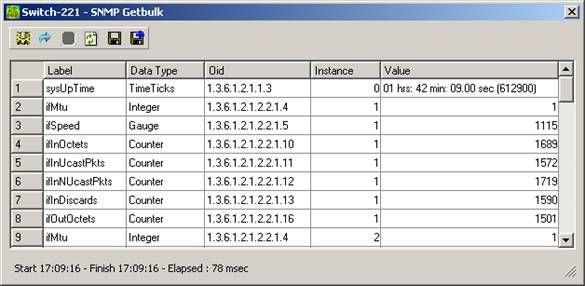 Switch-221 - SNMP Getbulk
Label Data Type Oid Instance Value
1 sysUpTime TimeTicks 1.3.6.1.2.1.1.3 0 01 hrs: 42 min: 09.00 sec (612900)
2 ifMtu Integer 1.3.6.1.2.1.2.2.1.4 1 1
3 ifSpeed Gauge 1.3.6.1.2.1.2.2.1.5 1 1115
4 ifInOctets Counter 1.3.6.1.2.1.2.2.1.10 1 1689
5 ifInUcastPkts Counter 1.3.6.1.2.1.2.2.1.11 1 1572
6 ifInNUcastPkts Counter 1.3.6.1.2.1.2.2.1.12 1 1719
7 ifInDiscards Counter 1.3.6.1.2.1.2.2.1.13 1 1590
8 ifOutOctets Counter 1.3.6.1.2.1.2.2.1.16 1 1501
9 ifMtu Integer 1.3.6.1.2.1.2.2.1.4 2 1
Start 17:09:16 - Finish 17:09:16 - Elapsed : 78 msec